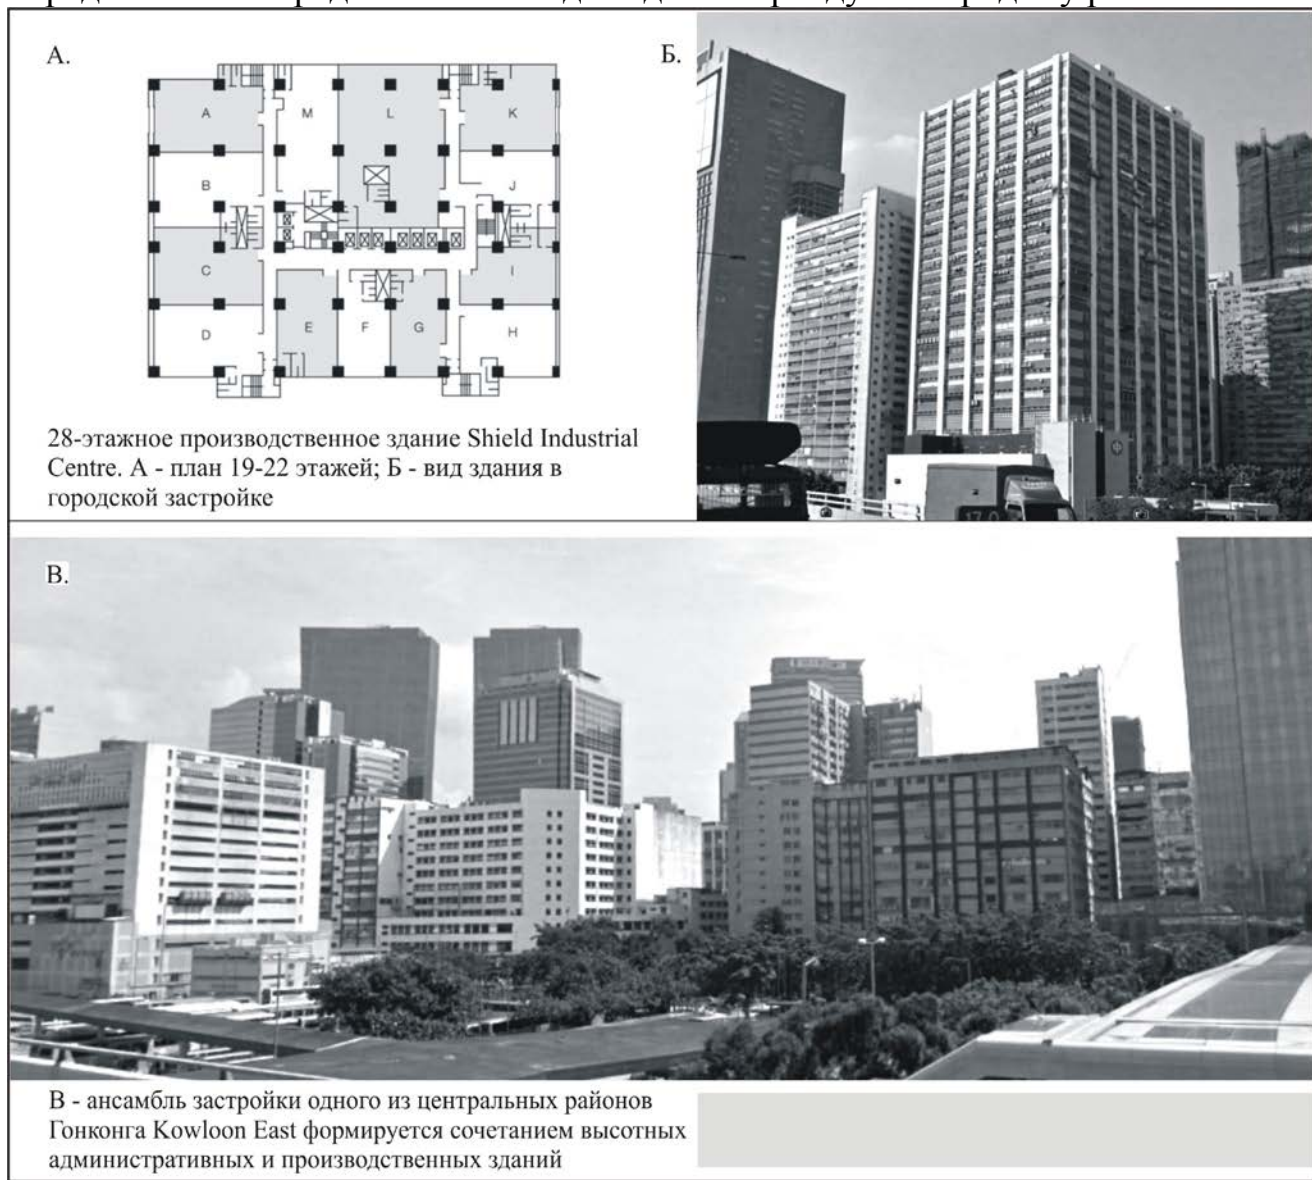 А.
Б.
A
M
L
K
B
J
C
I
D
E
F
G
H
28-этажное производственное здание Shield Industrial
Centre. А - план 19-22 этажей; Б - вид здания в
городской застройке
В.
В - ансамбль застройки одного из центральных районов
Гонконга Kowloon East формируется сочетанием высотных
административных и производственных зданий